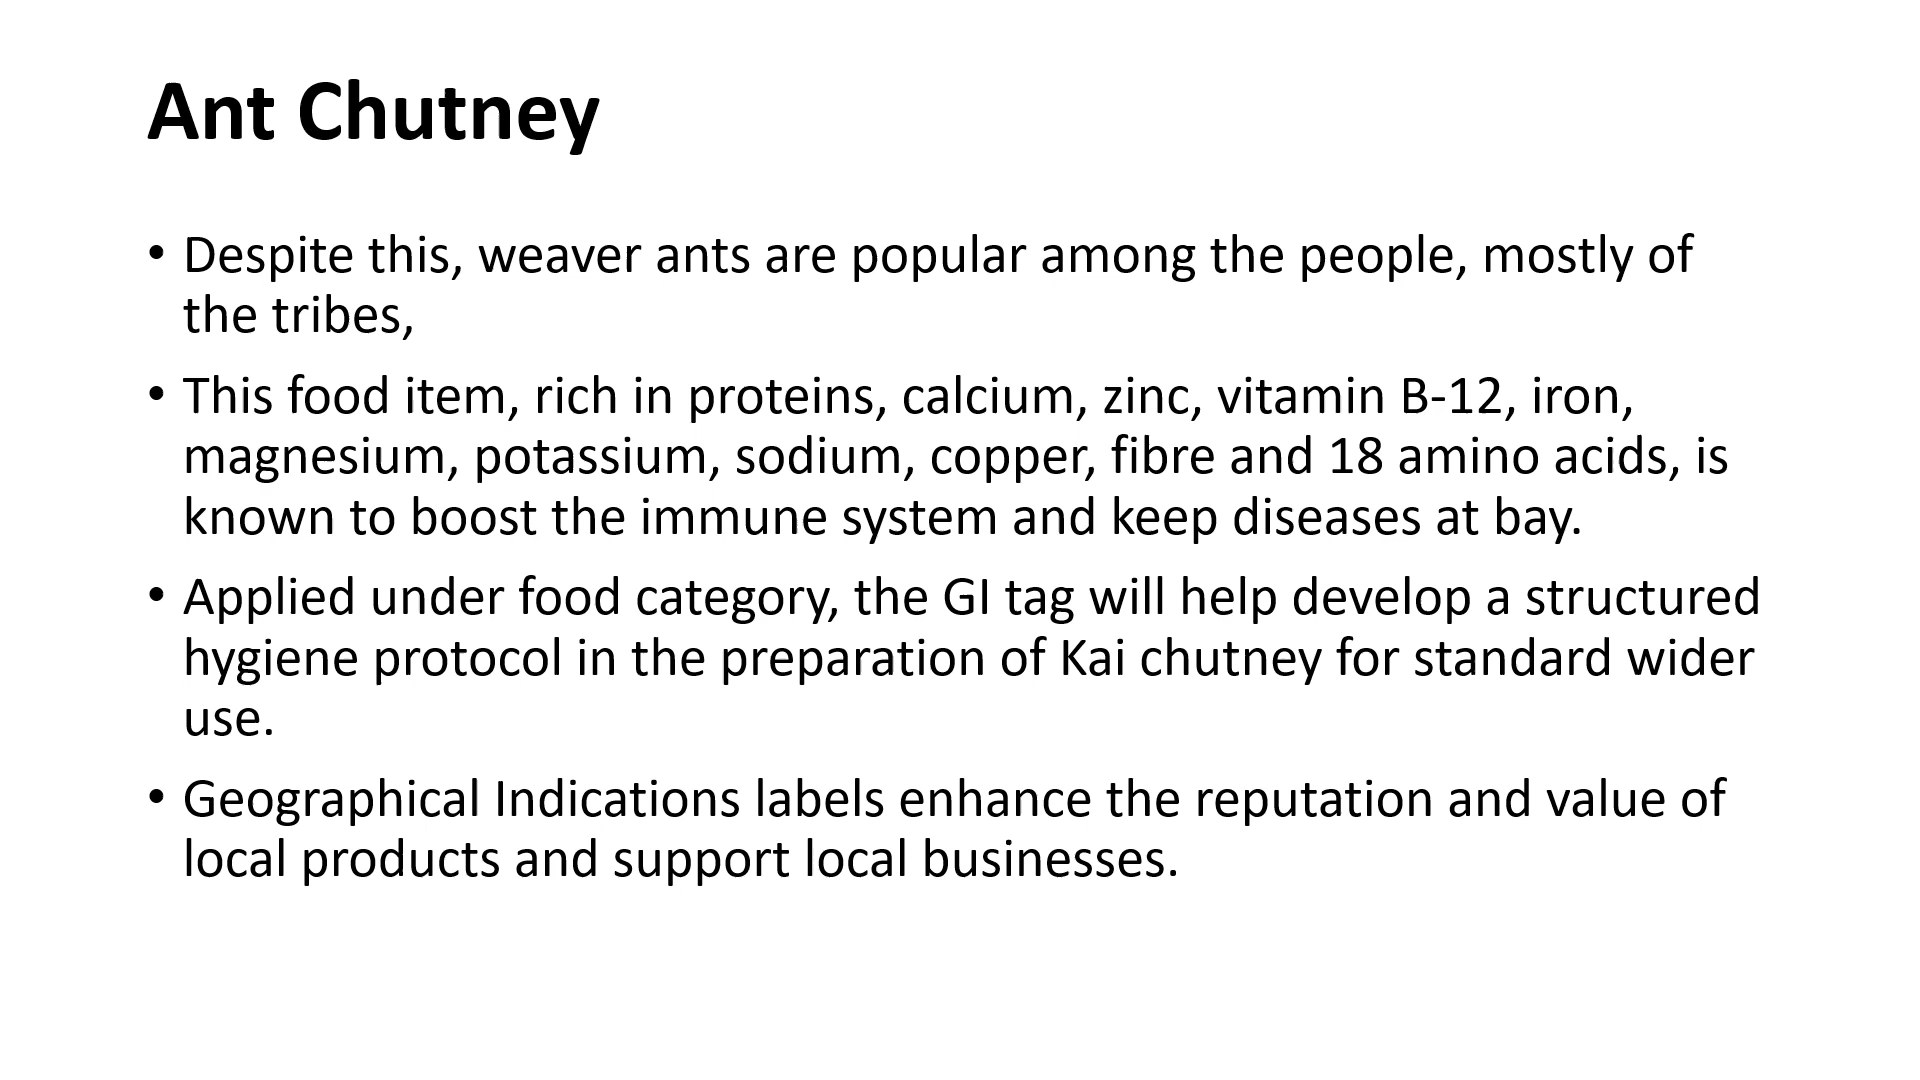 Ant Chutney
• Despite this, weaver ants are popular among the people, mostly of
the tribes,
• This food item, rich in proteins, calcium, zinc, vitamin B-12, iron,
magnesium, potassium, sodium, copper, fibre and 18 amino acids, is
known to boost the immune system and keep diseases at bay.
• Applied under food category, the GI tag will help develop a structured
hygiene protocol in the preparation of Kai chutney for standard wider
use.
• Geographical Indications labels enhance the reputation and value of
local products and support local businesses.